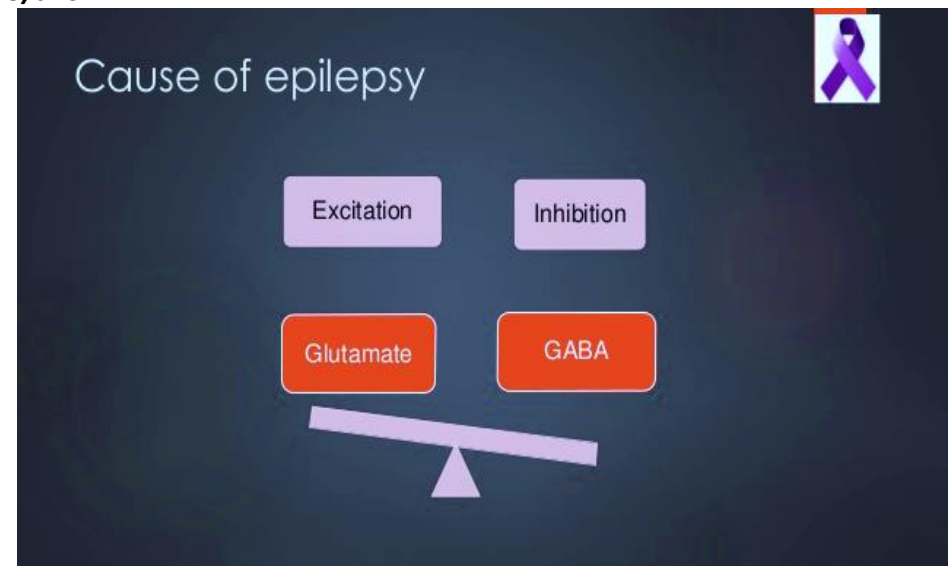 Cause of epilepsy
Excitation
Inhibition
Glutamate
GABA